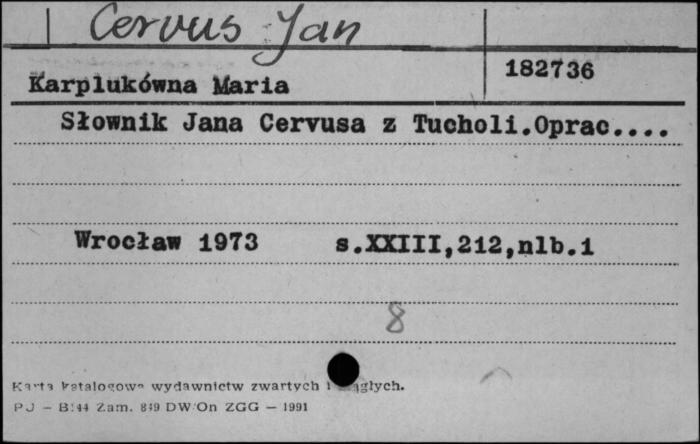 Cervus Jan
182736
Karplukówna Maria
Słownik Jana Cervusa z Tucholi.Oprac....
Wrocław 1973 s.XXIII,212,nlb.1
8
Karta katalogowa wydawnictw zwartych i ciągłych.
PJ — B/44 Zam. 849 DW/On ZGG — 1991